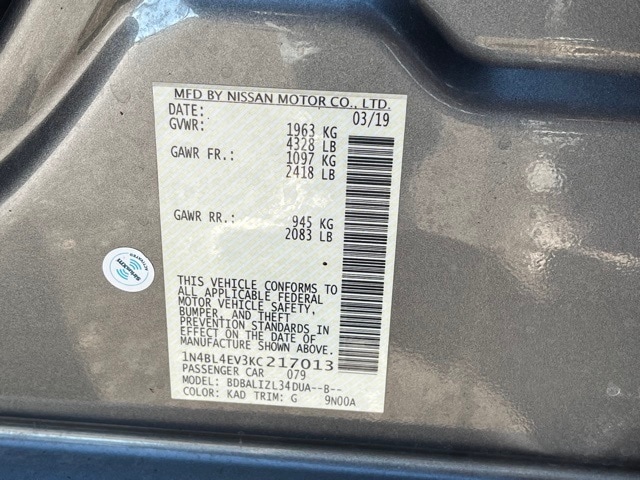 MFD BY NISSAN MOTOR CO., LTD.
DATE: 03/19
GVWR: 1963 KG
4328 LB
GAWR FR.: 1097 KG
2418 LB
GAWR RR.: 945 KG
2083 LB
THIS VEHICLE CONFORMS TO
ALL APPLICABLE FEDERAL
MOTOR VEHICLE SAFETY,
BUMPER, AND THEFT
PREVENTION STANDARDS IN
EFFECT ON THE DATE OF
MANUFACTURE SHOWN ABOVE.
1N4BL4EV3KC217013
PASSENGER CAR 079
MODEL: BDBALIZL34DUA--B--
COLOR: KAD TRIM: G 9N00A
SiriusXM
ACTIVATED